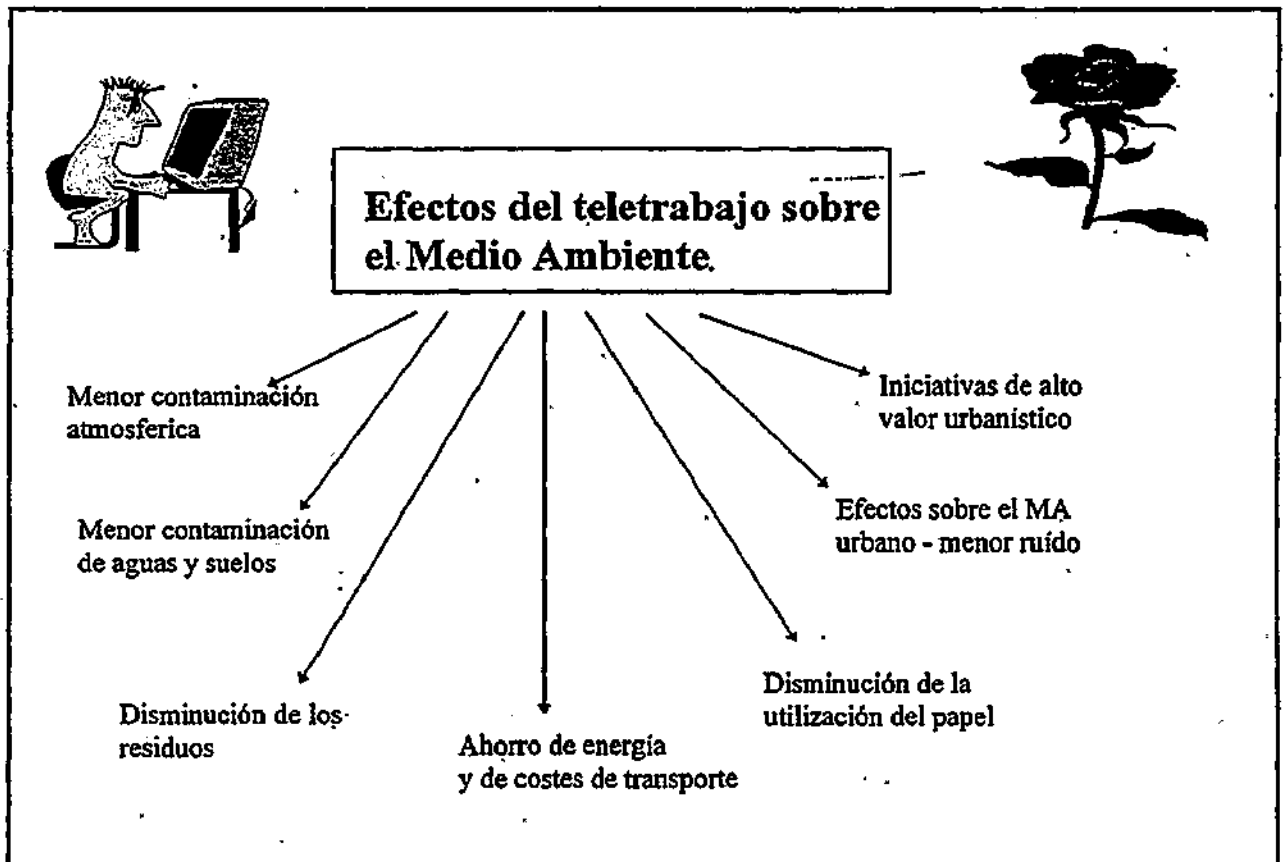 Efectos del teletrabajo sobre
el Medio Ambiente.
Menor contaminación
atmosferica
Iniciativas de alto
valor urbanístico
Menor contaminación
de aguas y suelos
Efectos sobre el MA
urbano - menor ruído
Disminución de los
residuos
Ahorro de energía
y de costes de transporte
Disminución de la
utilización del papel